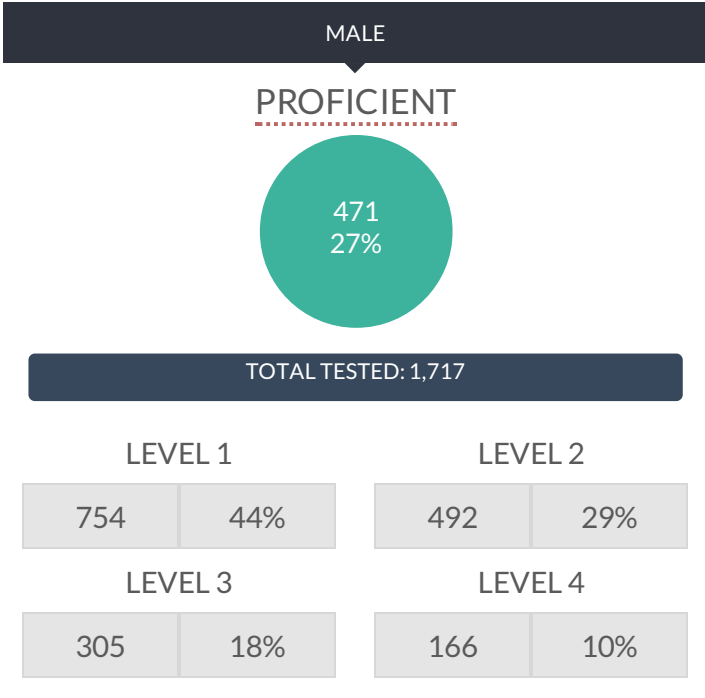 MALE
PROFICIENT
471
27%
TOTAL TESTED: 1,717
LEVEL 1 LEVEL 2
754 44% 492 29%
LEVEL 3 LEVEL 4
305 18% 166 10%